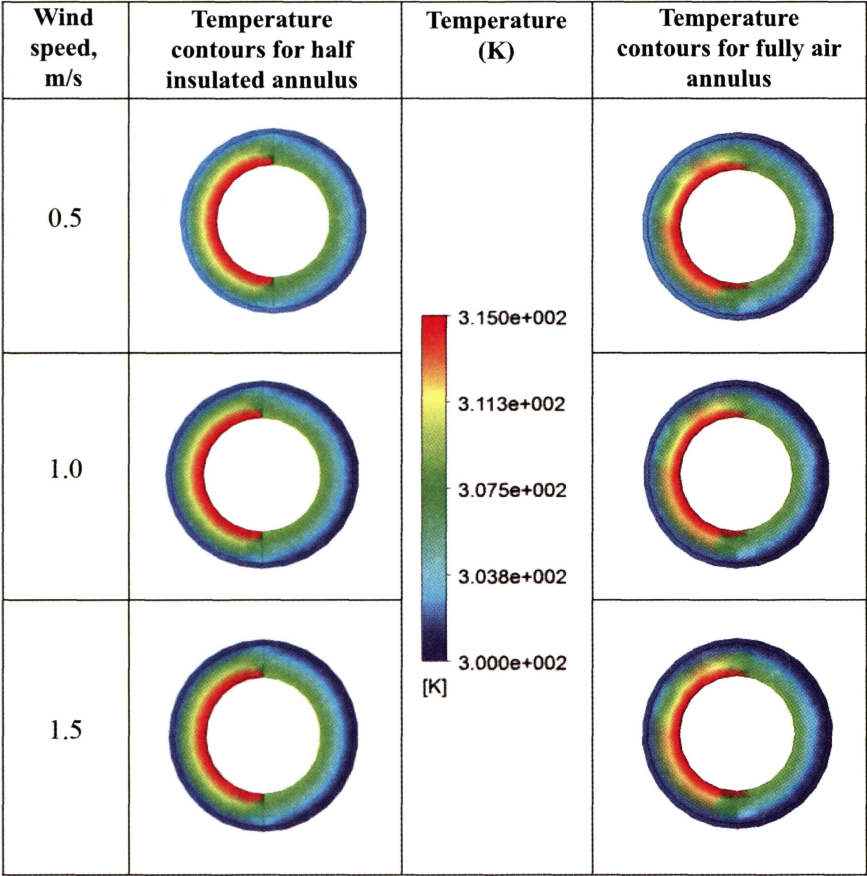 Wind
speed,
m/s
Temperature
contours for half
insulated annulus
Temperature
(K)
Temperature
contours for fully air
annulus
0.5
3.150e+002
3.113e+002
1.0
3.075e+002
3.038e+002
3.000e+002
[K]
1.5